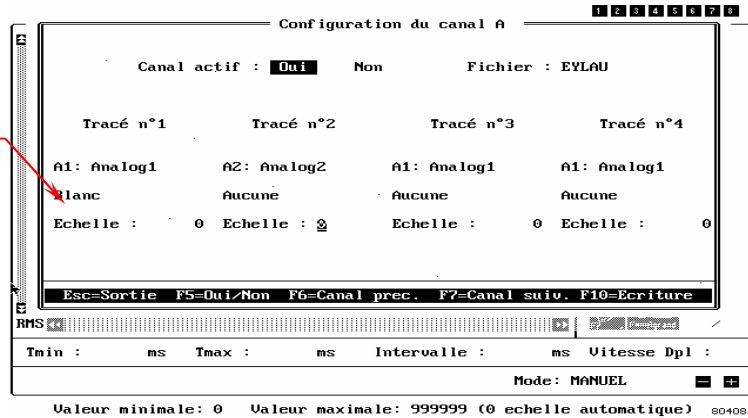 1 2 3 4 5 6 7 8
Configuration du canal A
Canal actif : Oui Non Fichier : EYLAU
Tracé n°1 Tracé n°2 Tracé n°3 Tracé n°4
A1: Analog1 A2: Analog2 A1: Analog1 A1: Analog1
Blanc Aucune Aucune Aucune
Echelle : 0 Echelle : 0 Echelle : 0 Echelle : 0
Esc=Sortie F5=Oui/Non F6=Canal prec. F7=Canal suiv. F10=Ecriture
RMS
Tmin : ms Tmax : ms Intervalle : ms Vitesse Dpl :
Mode: MANUEL
Valeur minimale: 0 Valeur maximale: 999999 (0 echelle automatique) 80408